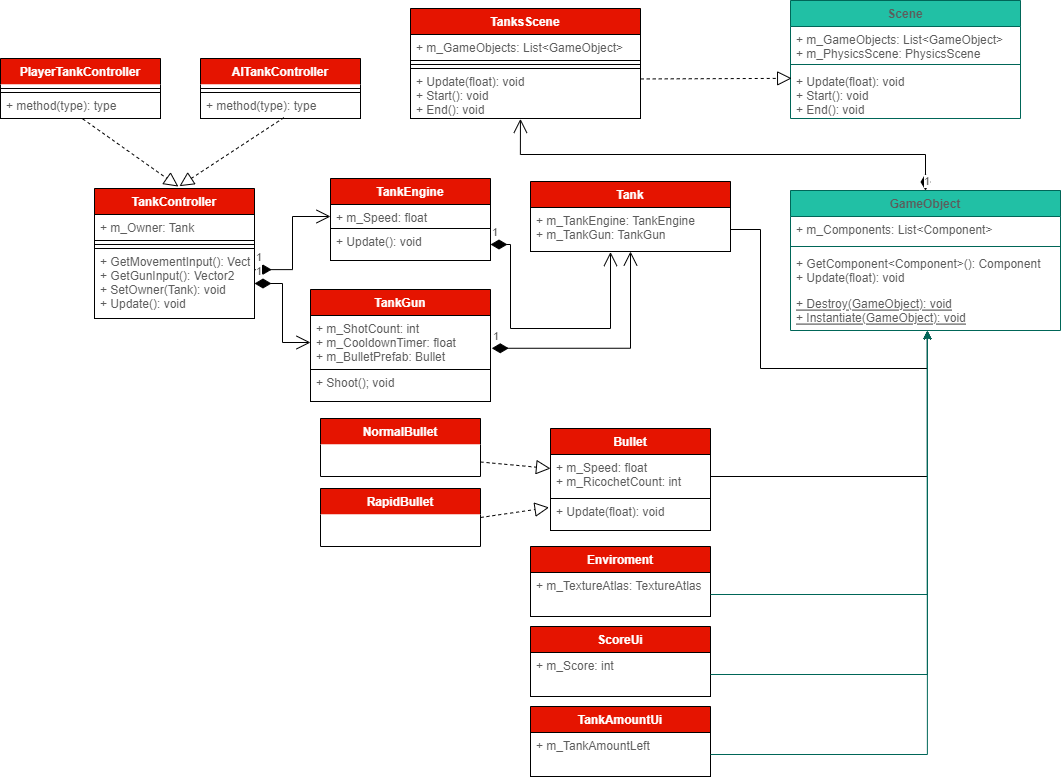 PlayerTankController
+ method(type): type
AITankController
+ method(type): type
TanksScene
+ m_GameObjects: List<GameObject>
+ Update(float): void
+ Start(): void
+ End(): void
Scene
+ m_GameObjects: List<GameObject>
+ m_PhysicsScene: PhysicsScene
+ Update(float): void
+ Start(): void
+ End(): void
TankController
+ m_Owner: Tank
+ GetMovementInput(): Vect
+ GetGunInput(): Vector2
+ SetOwner(Tank): void
+ Update(): void
1
1
TankEngine
+ m_Speed: float
+ Update(): void
1
TankGun
+ m_ShotCount: int
+ m_CooldownTimer: float
+ m_BulletPrefab: Bullet
+ Shoot(); void
1
Tank
+ m_TankEngine: TankEngine
+ m_TankGun: TankGun
1
GameObject
+ m_Components: List<Component>
+ GetComponent<Component>(): Component
+ Update(float): void
+ Destroy(GameObject): void
+ Instantiate(GameObject): void
NormalBullet
RapidBullet
Bullet
+ m_Speed: float
+ m_RicochetCount: int
+ Update(float): void
Enviroment
+ m_TextureAtlas: TextureAtlas
ScoreUi
+ m_Score: int
TankAmountUi
+ m_TankAmountLeft